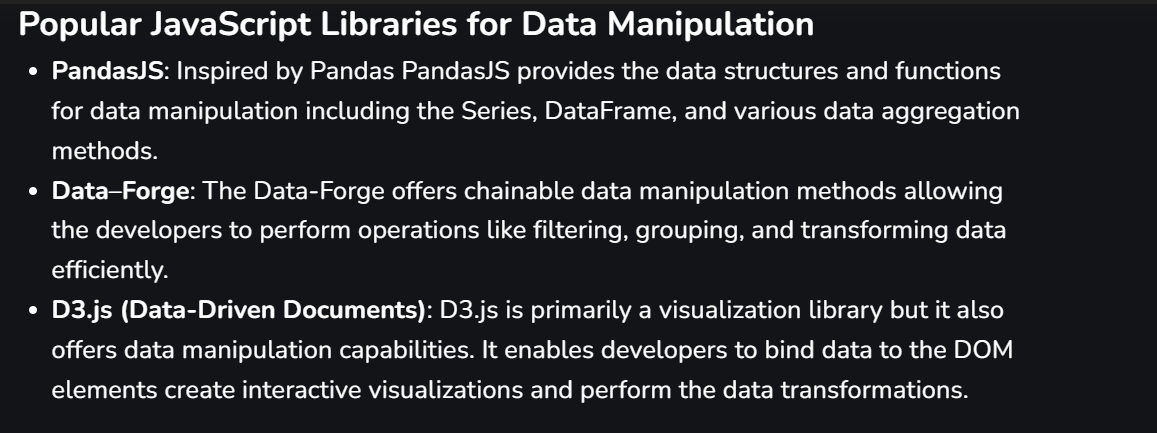 Popular JavaScript Libraries for Data Manipulation
• PandasJS: Inspired by Pandas PandasJS provides the data structures and functions
for data manipulation including the Series, DataFrame, and various data aggregation
methods.
• Data–Forge: The Data-Forge offers chainable data manipulation methods allowing
the developers to perform operations like filtering, grouping, and transforming data
efficiently.
• D3.js (Data-Driven Documents): D3.js is primarily a visualization library but it also
offers data manipulation capabilities. It enables developers to bind data to the DOM
elements create interactive visualizations and perform the data transformations.